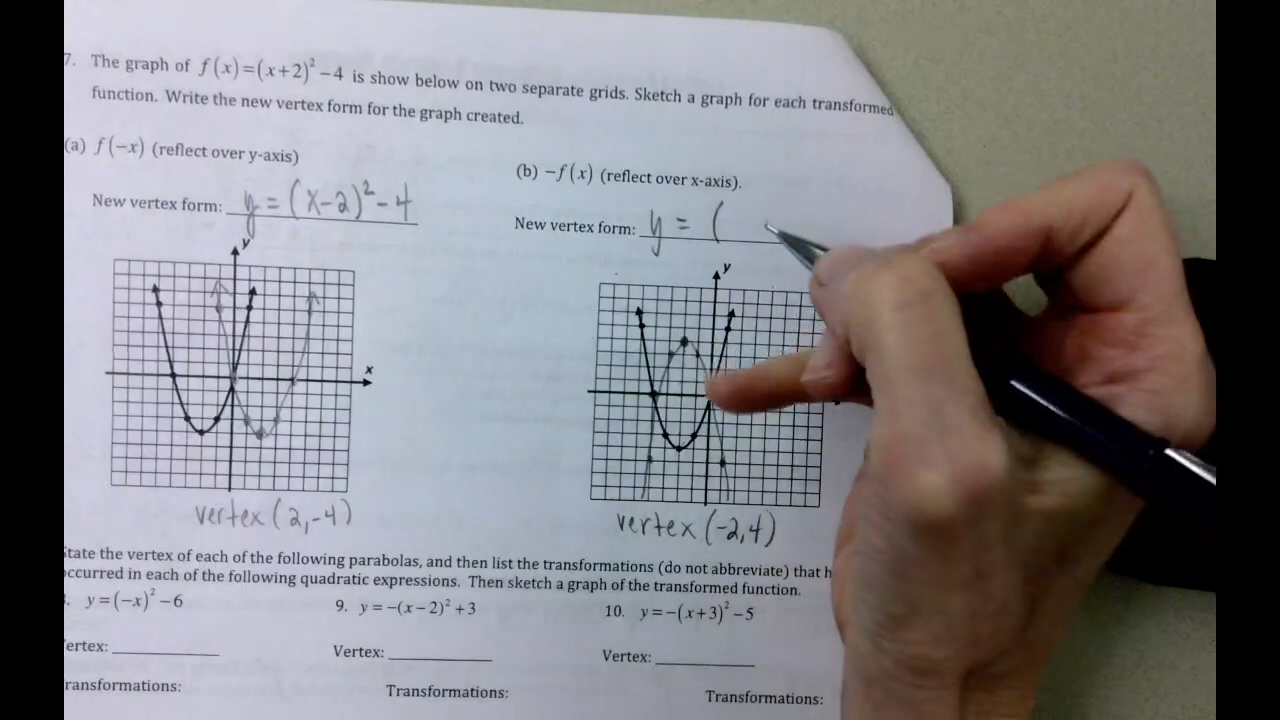 7. The graph of f(x)=(x+2)²−4 is show below on two separate grids. Sketch a graph for each transformed
function. Write the new vertex form for the graph created.
(a) f(−x) (reflect over y-axis)
(b) −f(x) (reflect over x-axis).
New vertex form: y = (x−2)²−4
New vertex form: y = (
y
x
y
vertex (2,−4)
vertex (−2,4)
State the vertex of each of the following parabolas, and then list the transformations (do not abbreviate) that
occurred in each of the following quadratic expressions. Then sketch a graph of the transformed function.
y=(−x)²−6
9. y=−(x−2)²+3
10. y=−(x+3)²−5
Vertex:
Vertex:
Vertex:
Transformations:
Transformations:
Transformations: